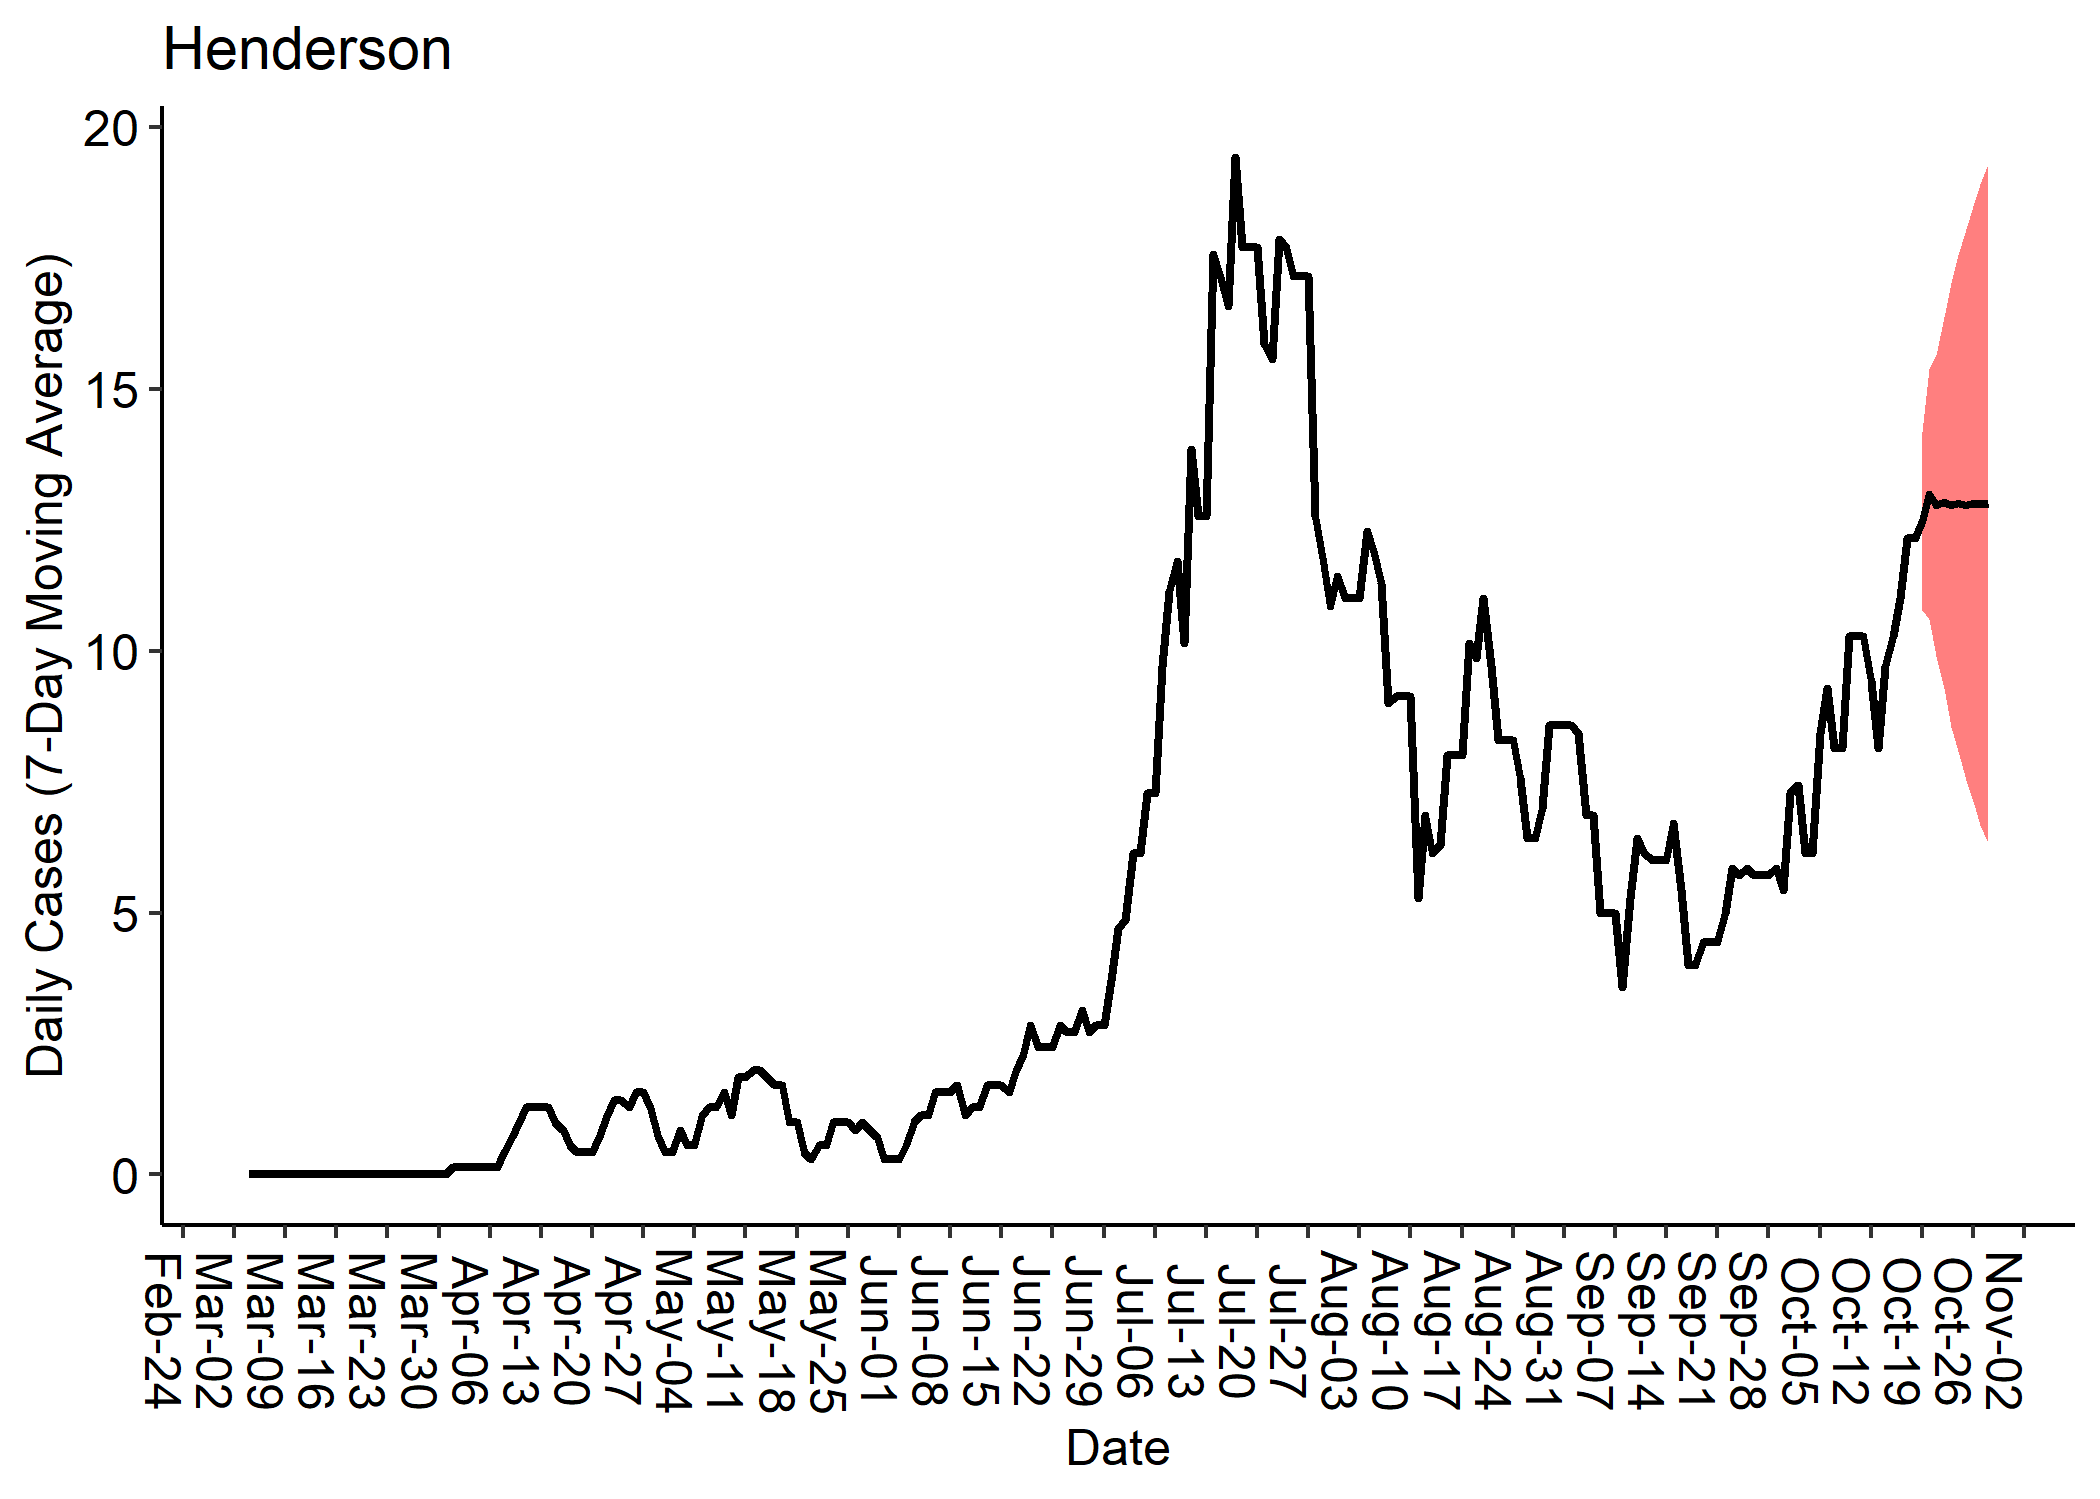 Henderson
Daily Cases (7-Day Moving Average)
20
15
10
5
0
Feb-24
Mar-02
Mar-09
Mar-16
Mar-23
Mar-30
Apr-06
Apr-13
Apr-20
Apr-27
May-04
May-11
May-18
May-25
Jun-01
Jun-08
Jun-15
Jun-22
Jun-29
Jul-06
Jul-13
Jul-20
Jul-27
Aug-03
Aug-10
Aug-17
Aug-24
Aug-31
Sep-07
Sep-14
Sep-21
Sep-28
Oct-05
Oct-12
Oct-19
Oct-26
Nov-02
Date